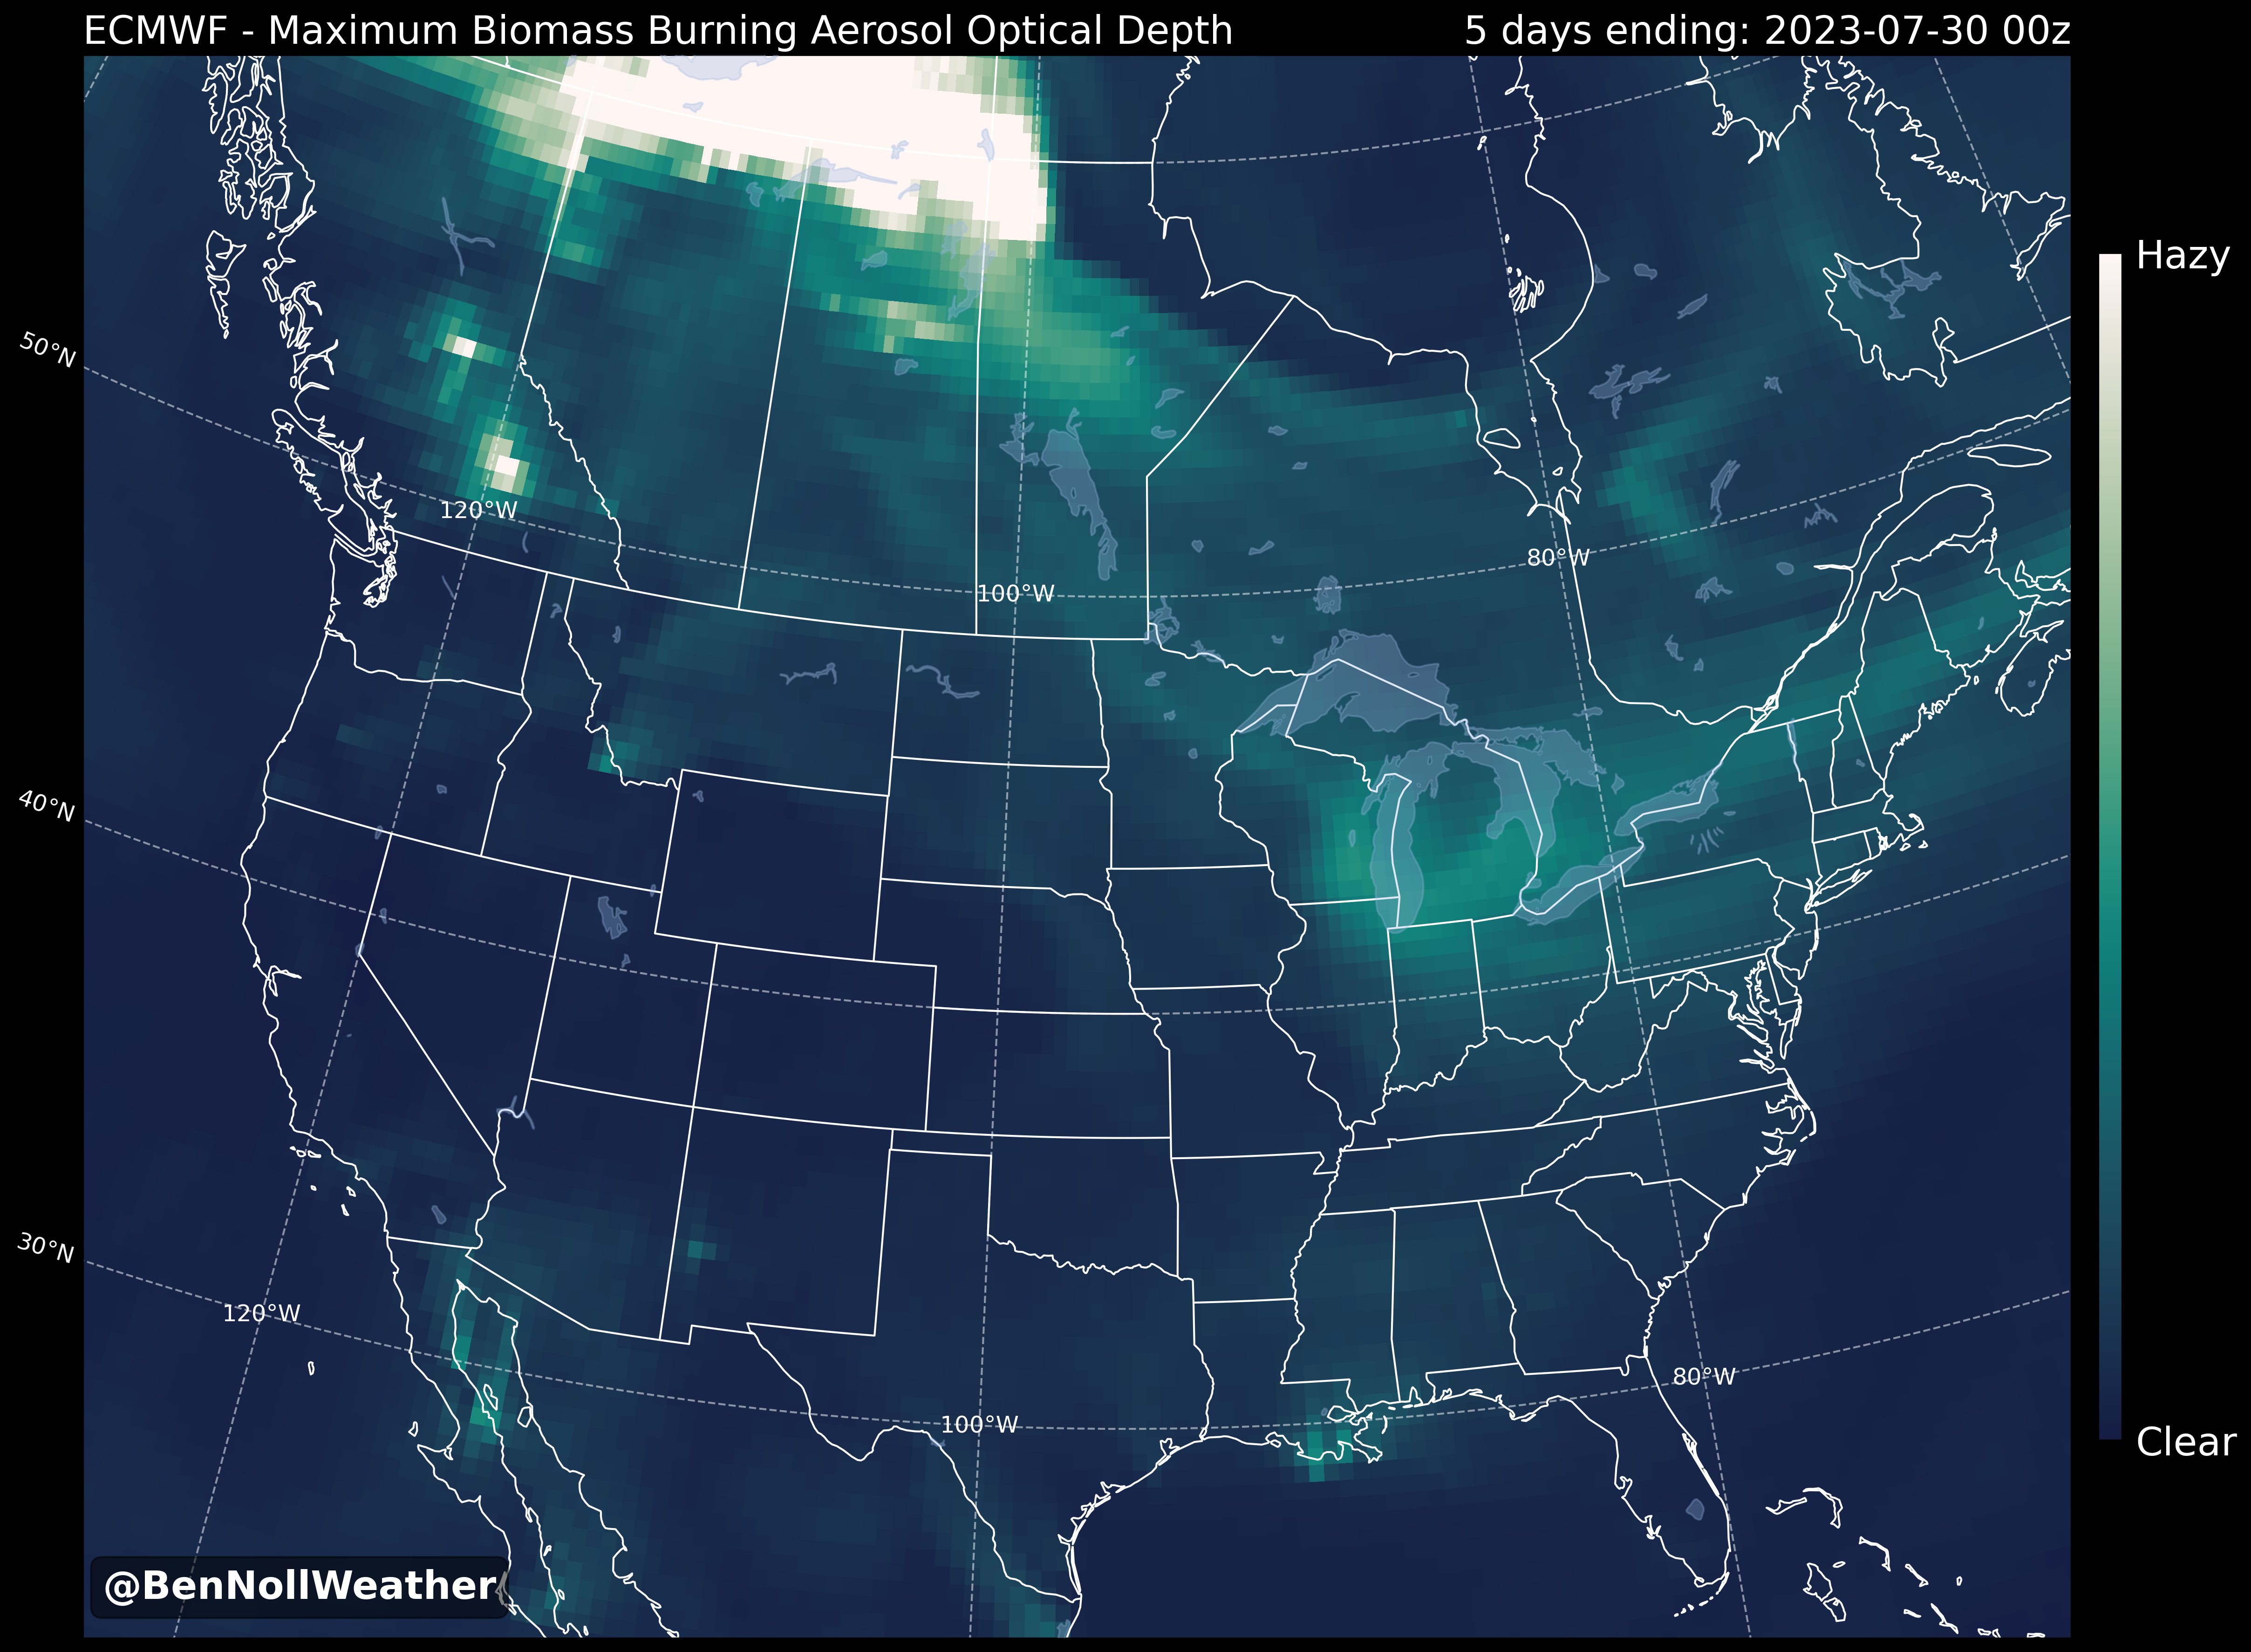 ECMWF - Maximum Biomass Burning Aerosol Optical Depth
5 days ending: 2023-07-30 00z
Hazy
50°N
120°W
80°W
100°W
40°N
30°N
120°W
80°W
100°W
Clear
@BenNollWeather